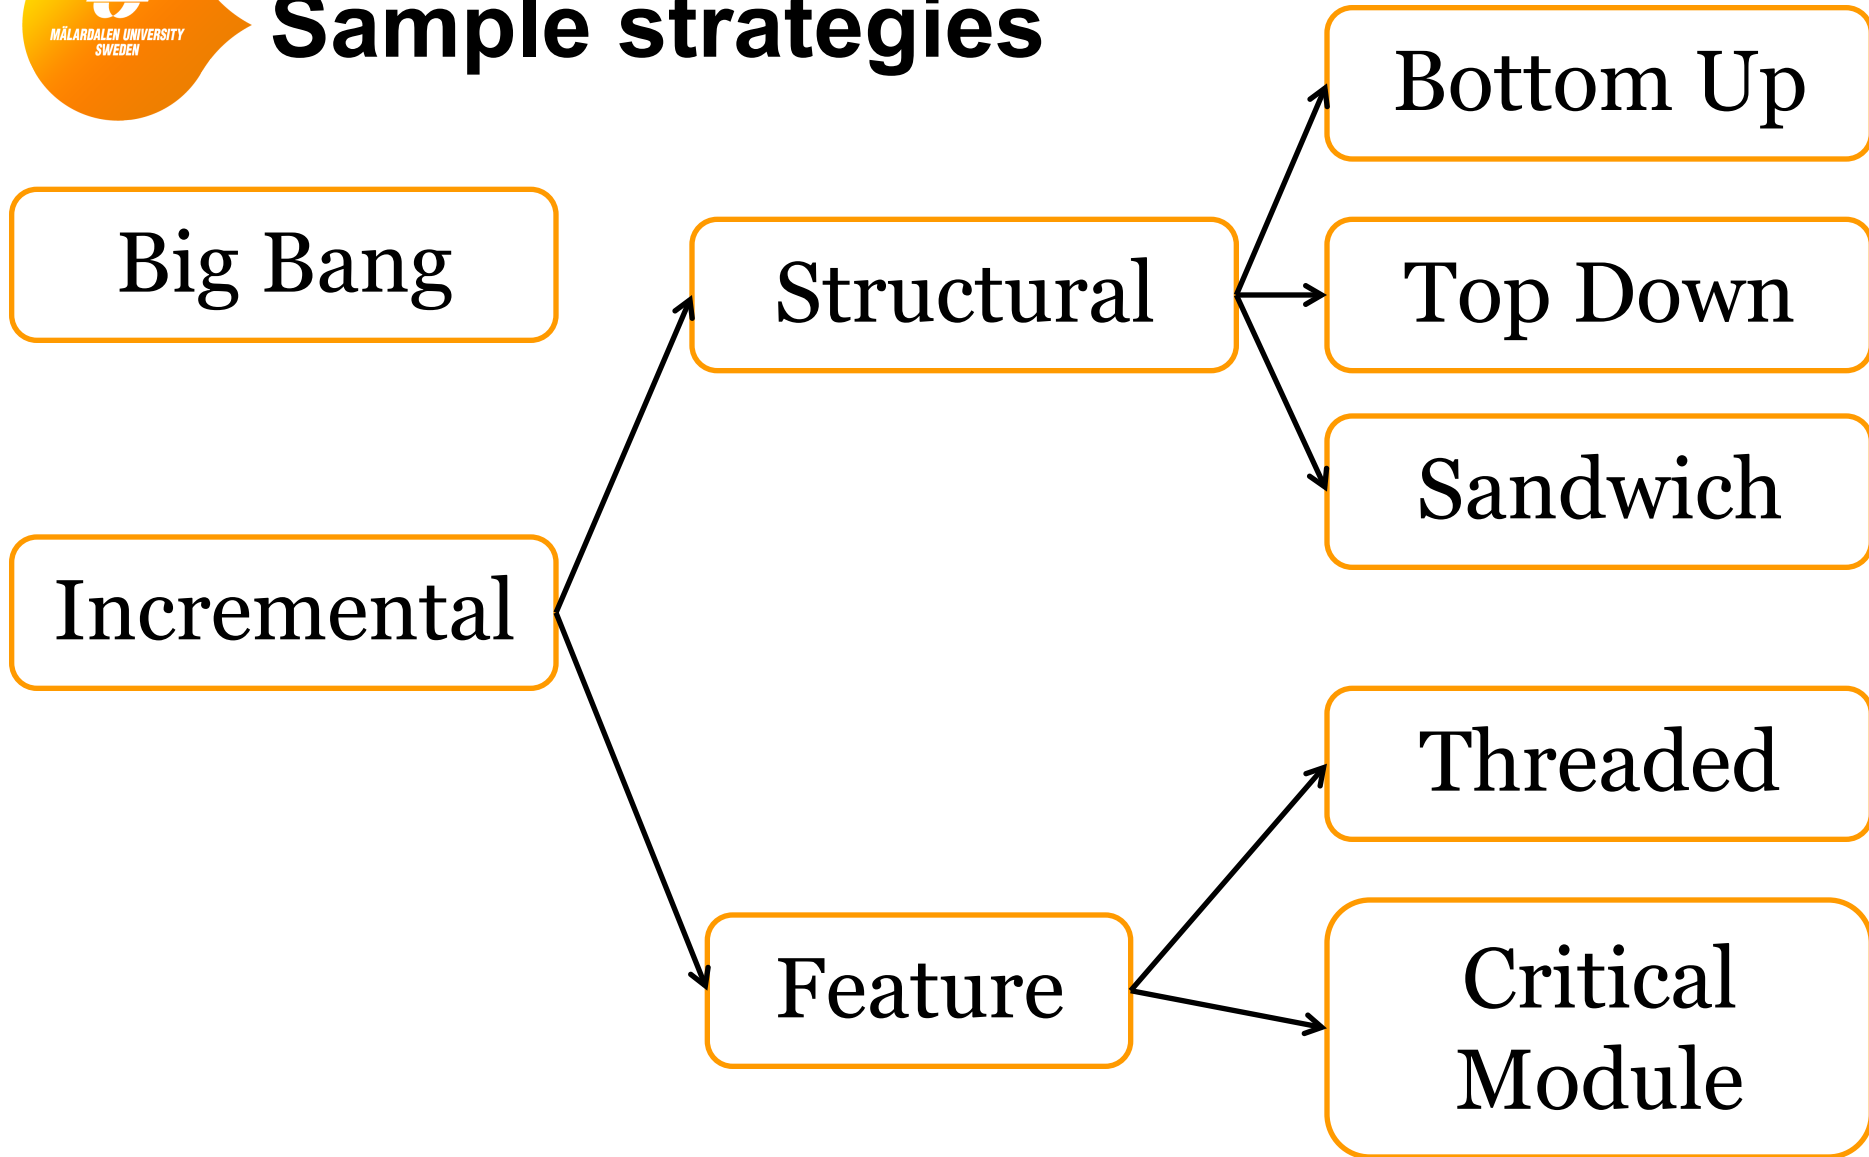 MÄLARDALEN UNIVERSITY
SWEDEN
Sample strategies
Big Bang
Incremental
Structural
Feature
Bottom Up
Top Down
Sandwich
Threaded
Critical
Module